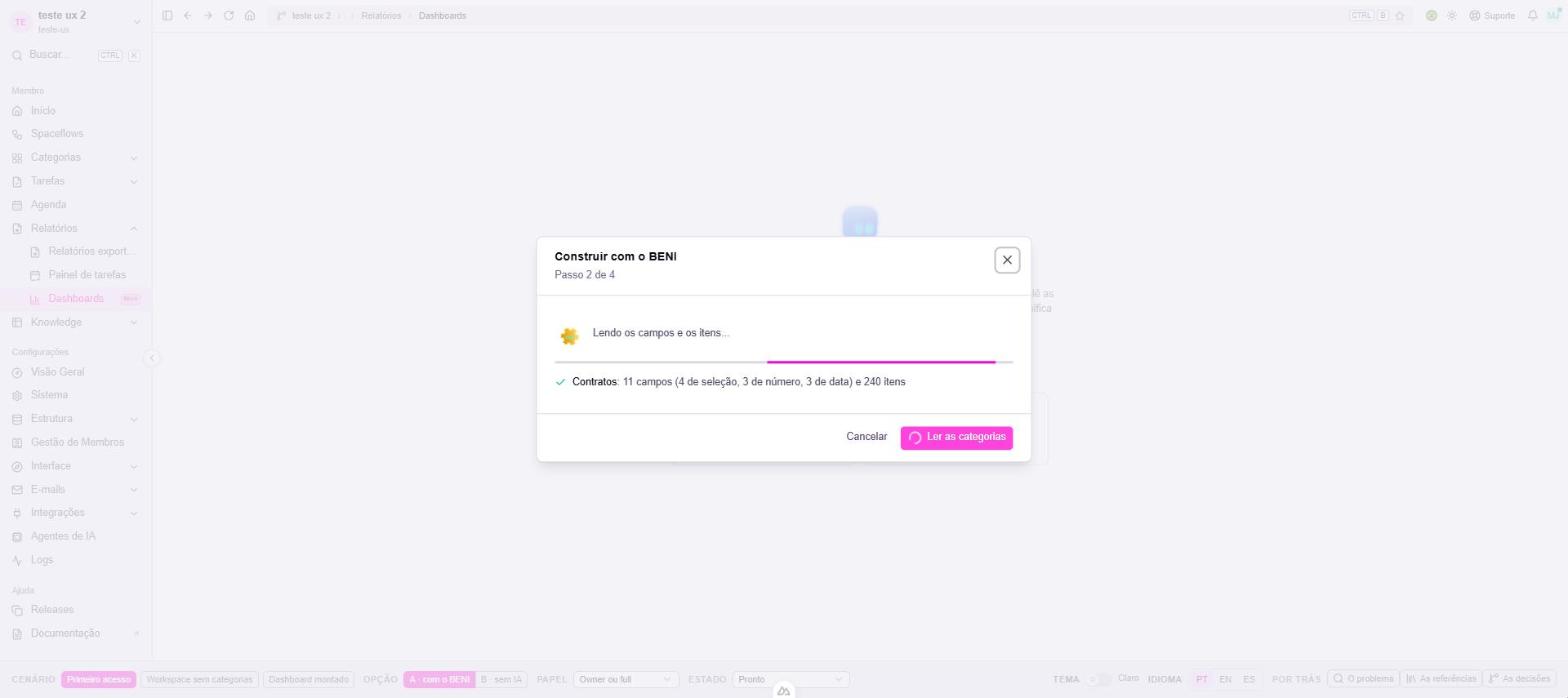 TE
teste ux 2
teste-ux
Buscar...
CTRL
K
Membro
Início
Spaceflows
Categorias
Tarefas
Agenda
Relatórios
Relatórios export...
Painel de tarefas
Dashboards
Novo
Knowledge
Configurações
Visão Geral
Sistema
Estrutura
Gestão de Membros
Interface
E-mails
Integrações
Agentes de IA
Logs
Ajuda
Releases
Documentação
teste ux 2
Relatórios
Dashboards
CTRL
B
Suporte
lê as
ifica
Construir com o BENI
Passo 2 de 4
Lendo os campos e os itens...
Contratos: 11 campos (4 de seleção, 3 de número, 3 de data) e 240 itens
Cancelar
Ler as categorias
CENÁRIO
Primeiro acesso
Workspace sem categorias
Dashboard montado
OPÇÃO
A · com o BENI
B · sem IA
PAPEL
Owner ou full
ESTADO
Pronto
TEMA
Claro
IDIOMA
PT
EN
ES
POR TRÁS
O problema
As referências
As decisões